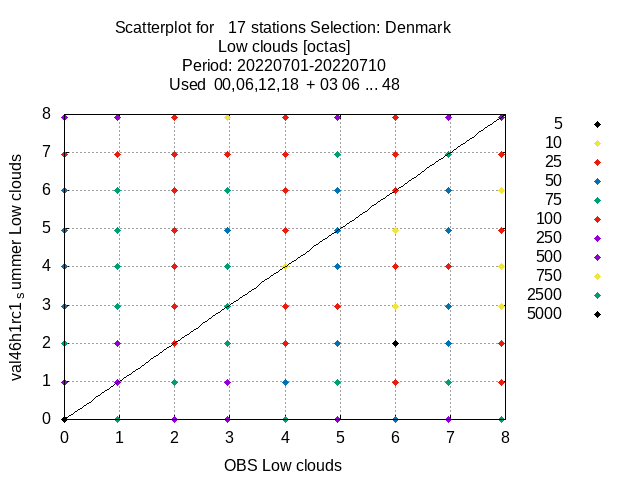 Scatterplot for 17 stations Selection: Denmark
Low clouds [octas]
Period: 20220701-20220710
Used 00,06,12,18 + 03 06 ... 48
8
7
6
5
4
3
2
1
0
val46h1rc1 summer Low clouds
0 1 2 3 4 5 6 7 8
OBS Low clouds
5
10
25
50
75
100
250
500
750
2500
5000